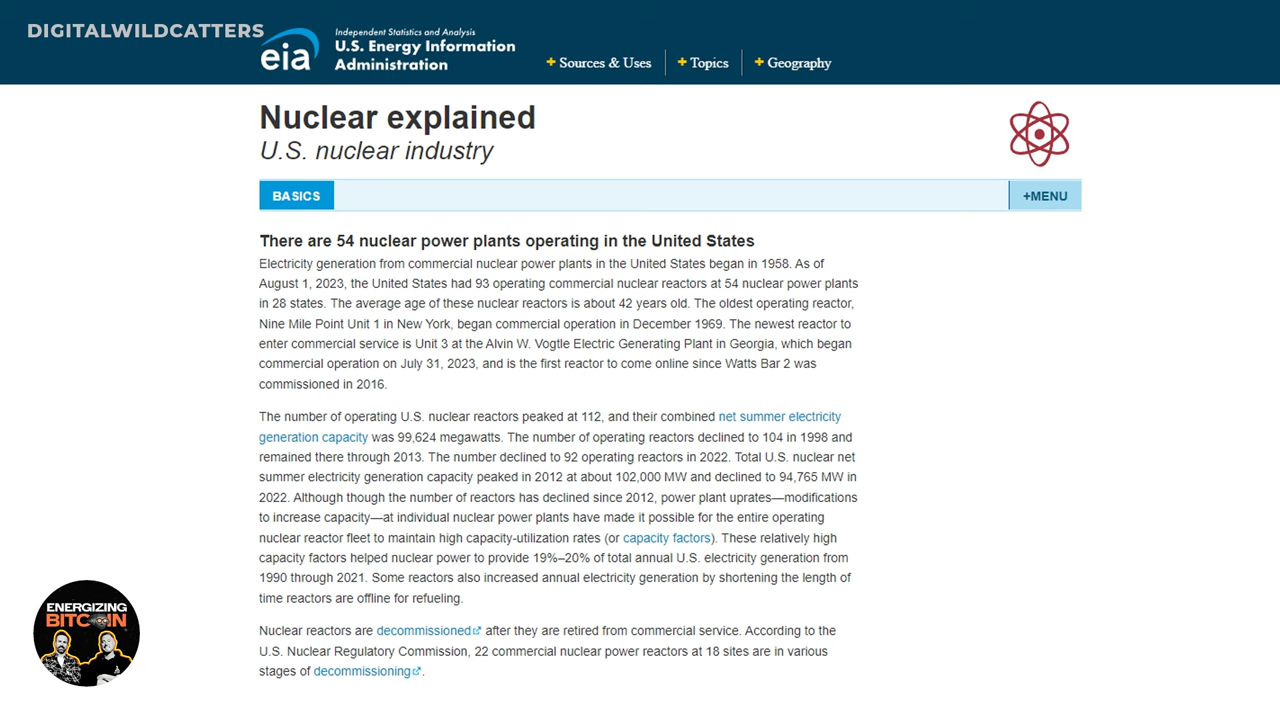 DIGITALWILDCATTERS
eia
Independent Statistics and Analysis
U.S. Energy Information
Administration
+ Sources & Uses
+ Topics
+ Geography
Nuclear explained
U.S. nuclear industry
BASICS
+MENU
There are 54 nuclear power plants operating in the United States
Electricity generation from commercial nuclear power plants in the United States began in 1958. As of
August 1, 2023, the United States had 93 operating commercial nuclear reactors at 54 nuclear power plants
in 28 states. The average age of these nuclear reactors is about 42 years old. The oldest operating reactor,
Nine Mile Point Unit 1 in New York, began commercial operation in December 1969. The newest reactor to
enter commercial service is Unit 3 at the Alvin W. Vogtle Electric Generating Plant in Georgia, which began
commercial operation on July 31, 2023, and is the first reactor to come online since Watts Bar 2 was
commissioned in 2016.
The number of operating U.S. nuclear reactors peaked at 112, and their combined net summer electricity
generation capacity was 99,624 megawatts. The number of operating reactors declined to 104 in 1998 and
remained there through 2013. The number declined to 92 operating reactors in 2022. Total U.S. nuclear net
summer electricity generation capacity peaked in 2012 at about 102,000 MW and declined to 94,765 MW in
2022. Although though the number of reactors has declined since 2012, power plant uprates—modifications
to increase capacity—at individual nuclear power plants have made it possible for the entire operating
nuclear reactor fleet to maintain high capacity-utilization rates (or capacity factors). These relatively high
capacity factors helped nuclear power to provide 19%–20% of total annual U.S. electricity generation from
1990 through 2021. Some reactors also increased annual electricity generation by shortening the length of
time reactors are offline for refueling.
Nuclear reactors are decommissioned after they are retired from commercial service. According to the
U.S. Nuclear Regulatory Commission, 22 commercial nuclear power reactors at 18 sites are in various
stages of decommissioning.
ENERGIZING
BITCOIN